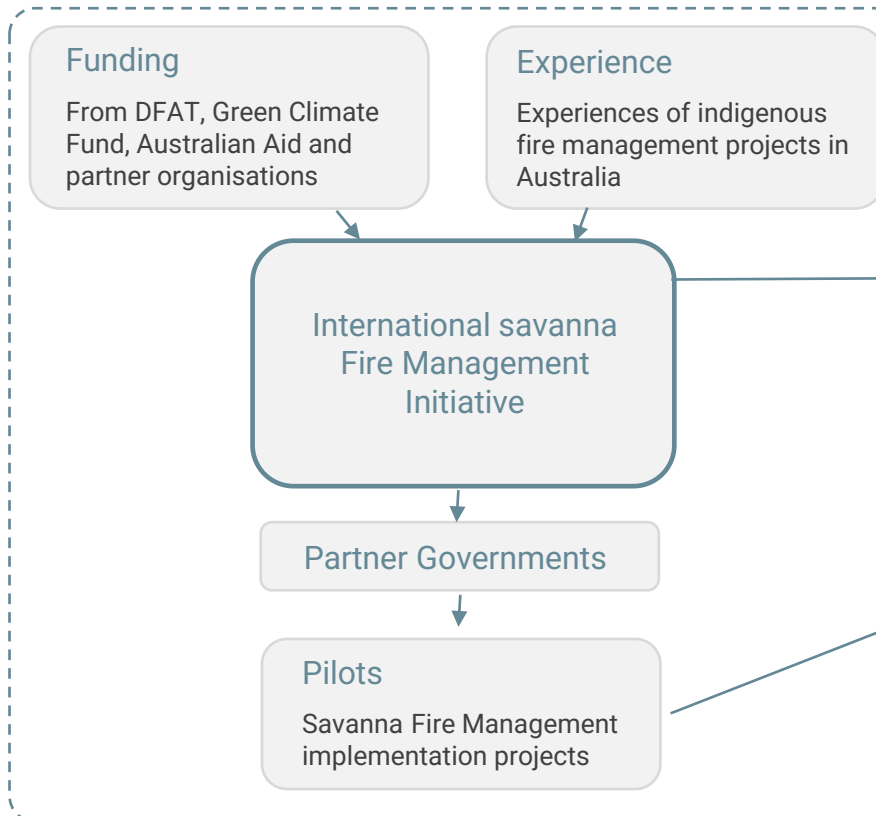 Funding
From DFAT, Green Climate
Fund, Australian Aid and
partner organisations
Experience
Experiences of indigenous
fire management projects in
Australia
International savanna
Fire Management
Initiative
Partner Governments
Pilots
Savanna Fire Management
implementation projects